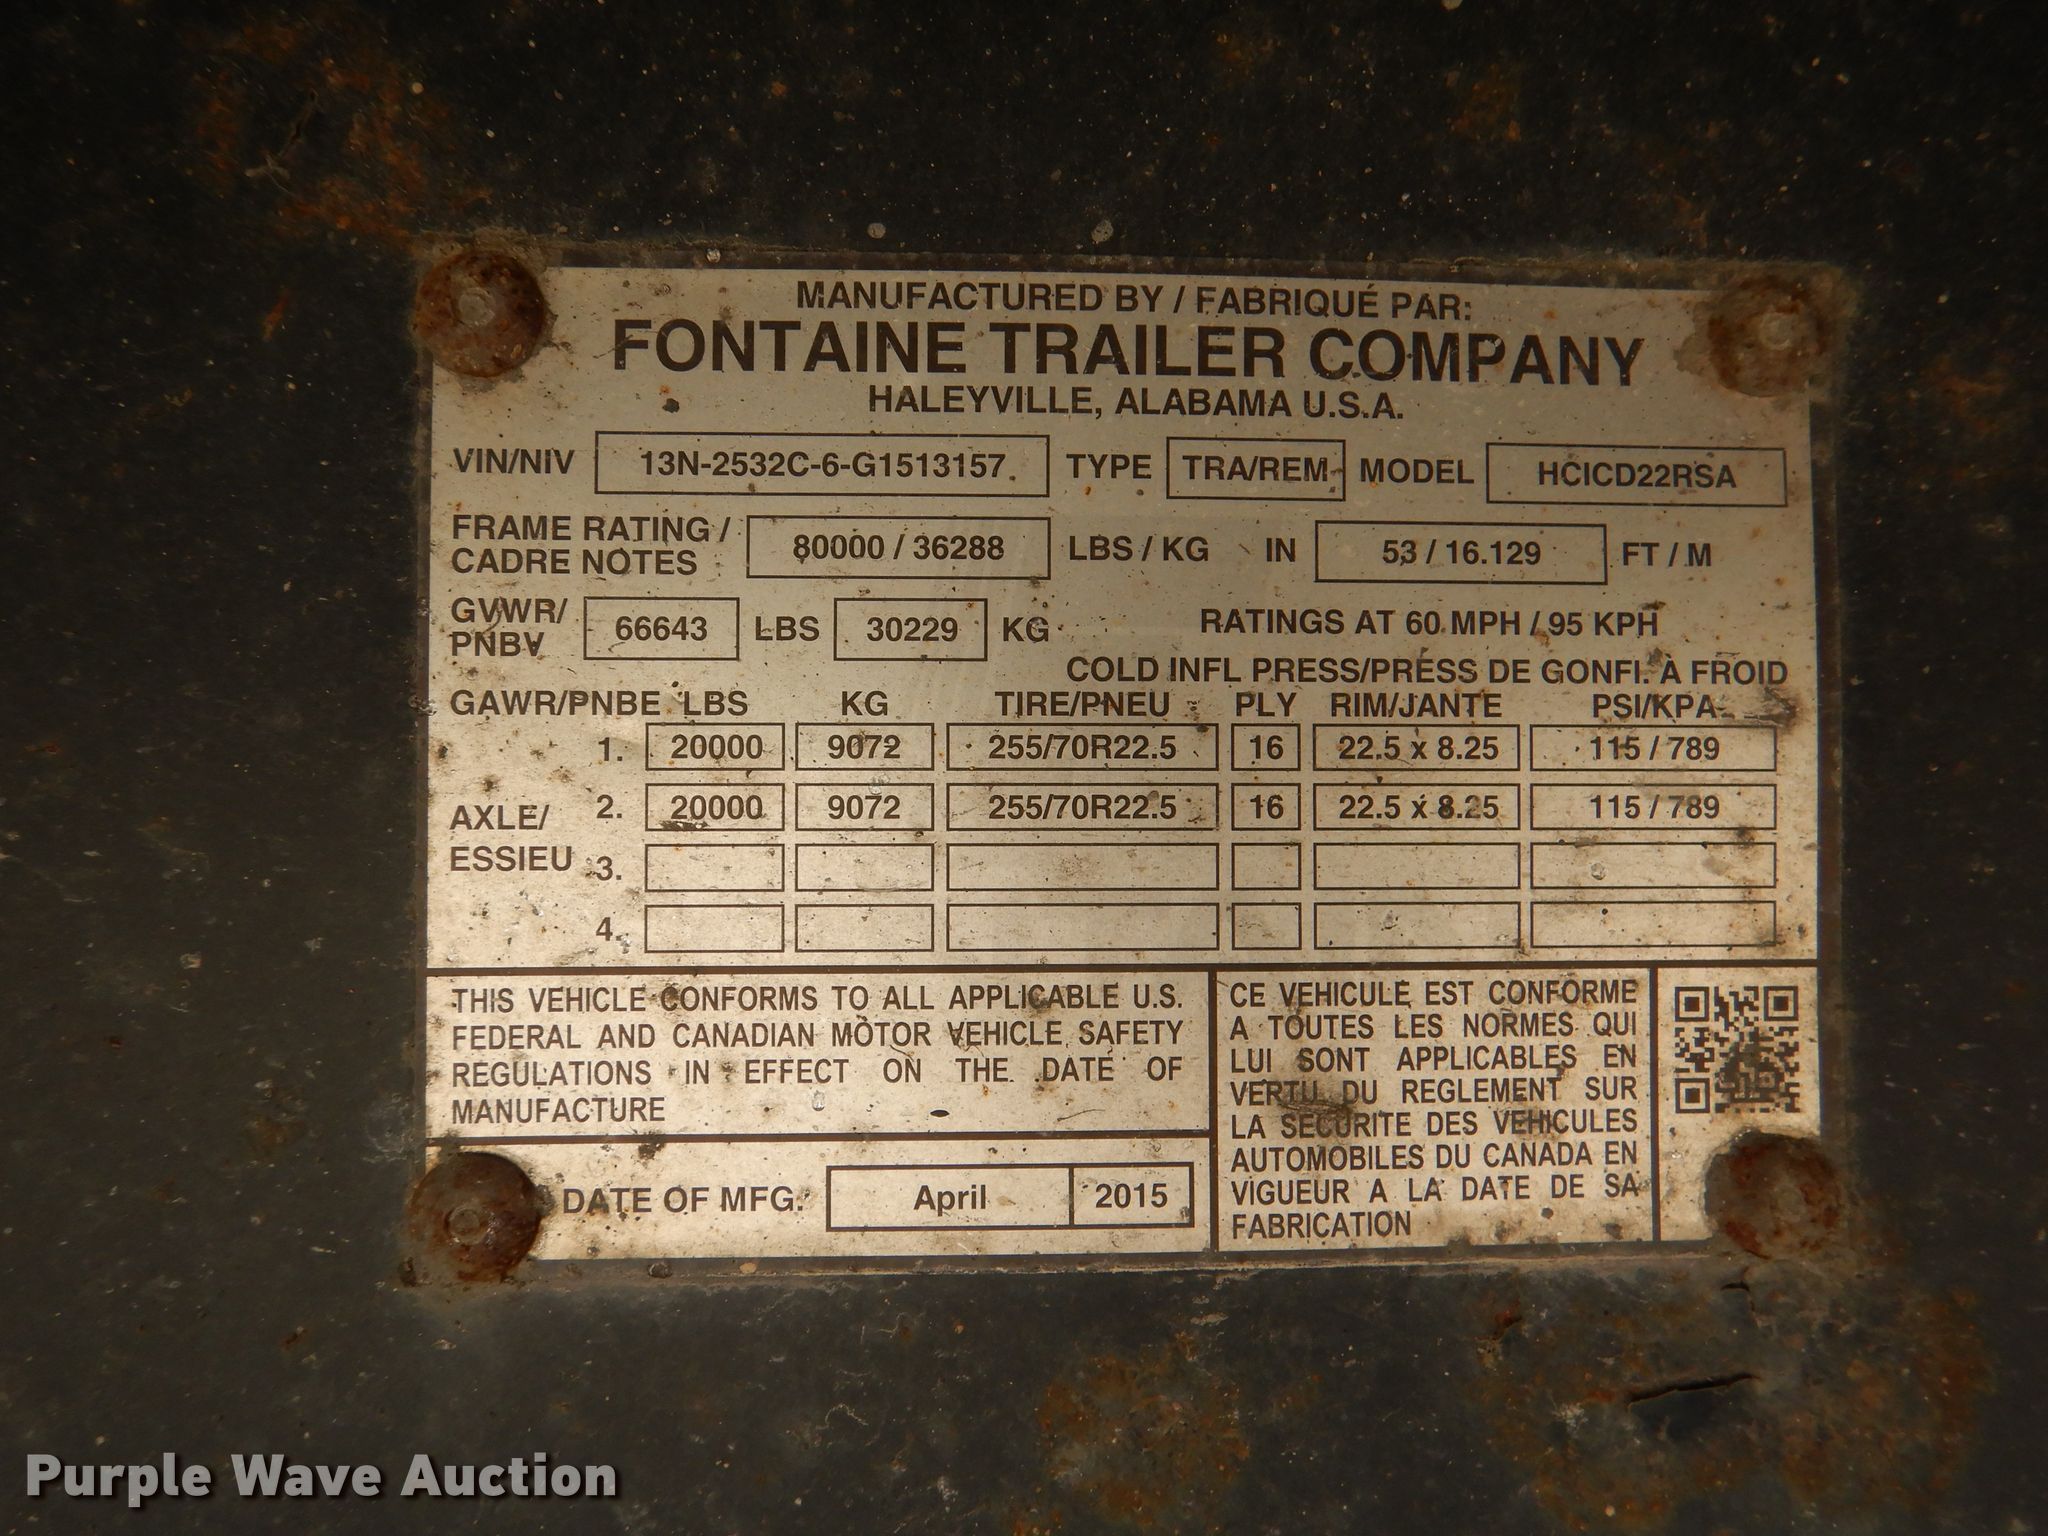 MANUFACTURED BY / FABRIQUÉ PAR:
FONTAINE TRAILER COMPANY
HALEYVILLE, ALABAMA U.S.A.
VIN/NIV 13N-2532C-6-G1513157 TYPE TRA/REM MODEL HCICD22RSA
FRAME RATING / CADRE NOTES 80000 / 36288 LBS / KG IN 53 / 16.129 FT / M
GVWR/ PNBV 66643 LBS 30229 KG RATINGS AT 60 MPH / 95 KPH
COLD INFL PRESS/PRESS DE GONFL À FROID
GAWR/PNBE LBS KG TIRE/PNEU PLY RIM/JANTE PSI/KPA
1. 20000 9072 255/70R22.5 16 22.5 x 8.25 115 / 789
AXLE/ ESSIEU
2. 20000 9072 255/70R22.5 16 22.5 x 8.25 115 / 789
3.
4.
THIS VEHICLE CONFORMS TO ALL APPLICABLE U.S.
FEDERAL AND CANADIAN MOTOR VEHICLE SAFETY
REGULATIONS IN EFFECT ON THE DATE OF
MANUFACTURE
DATE OF MFG: April 2015
CE VEHICULE EST CONFORME
A TOUTES LES NORMES QUI
LUI SONT APPLICABLES EN
VERTU DU REGLEMENT SUR
LA SECURITE DES VEHICULES
AUTOMOBILES DU CANADA EN
VIGUEUR A LA DATE DE SA
FABRICATION
Purple Wave Auction